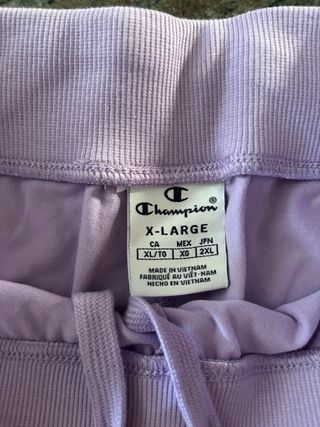 Champion®
X-LARGE
CA MEX JPN
XL/TG XG 2XL
MADE IN VIETNAM
FABRIQUÉ AU VIÊT-NAM
HECHO EN VIETNAM